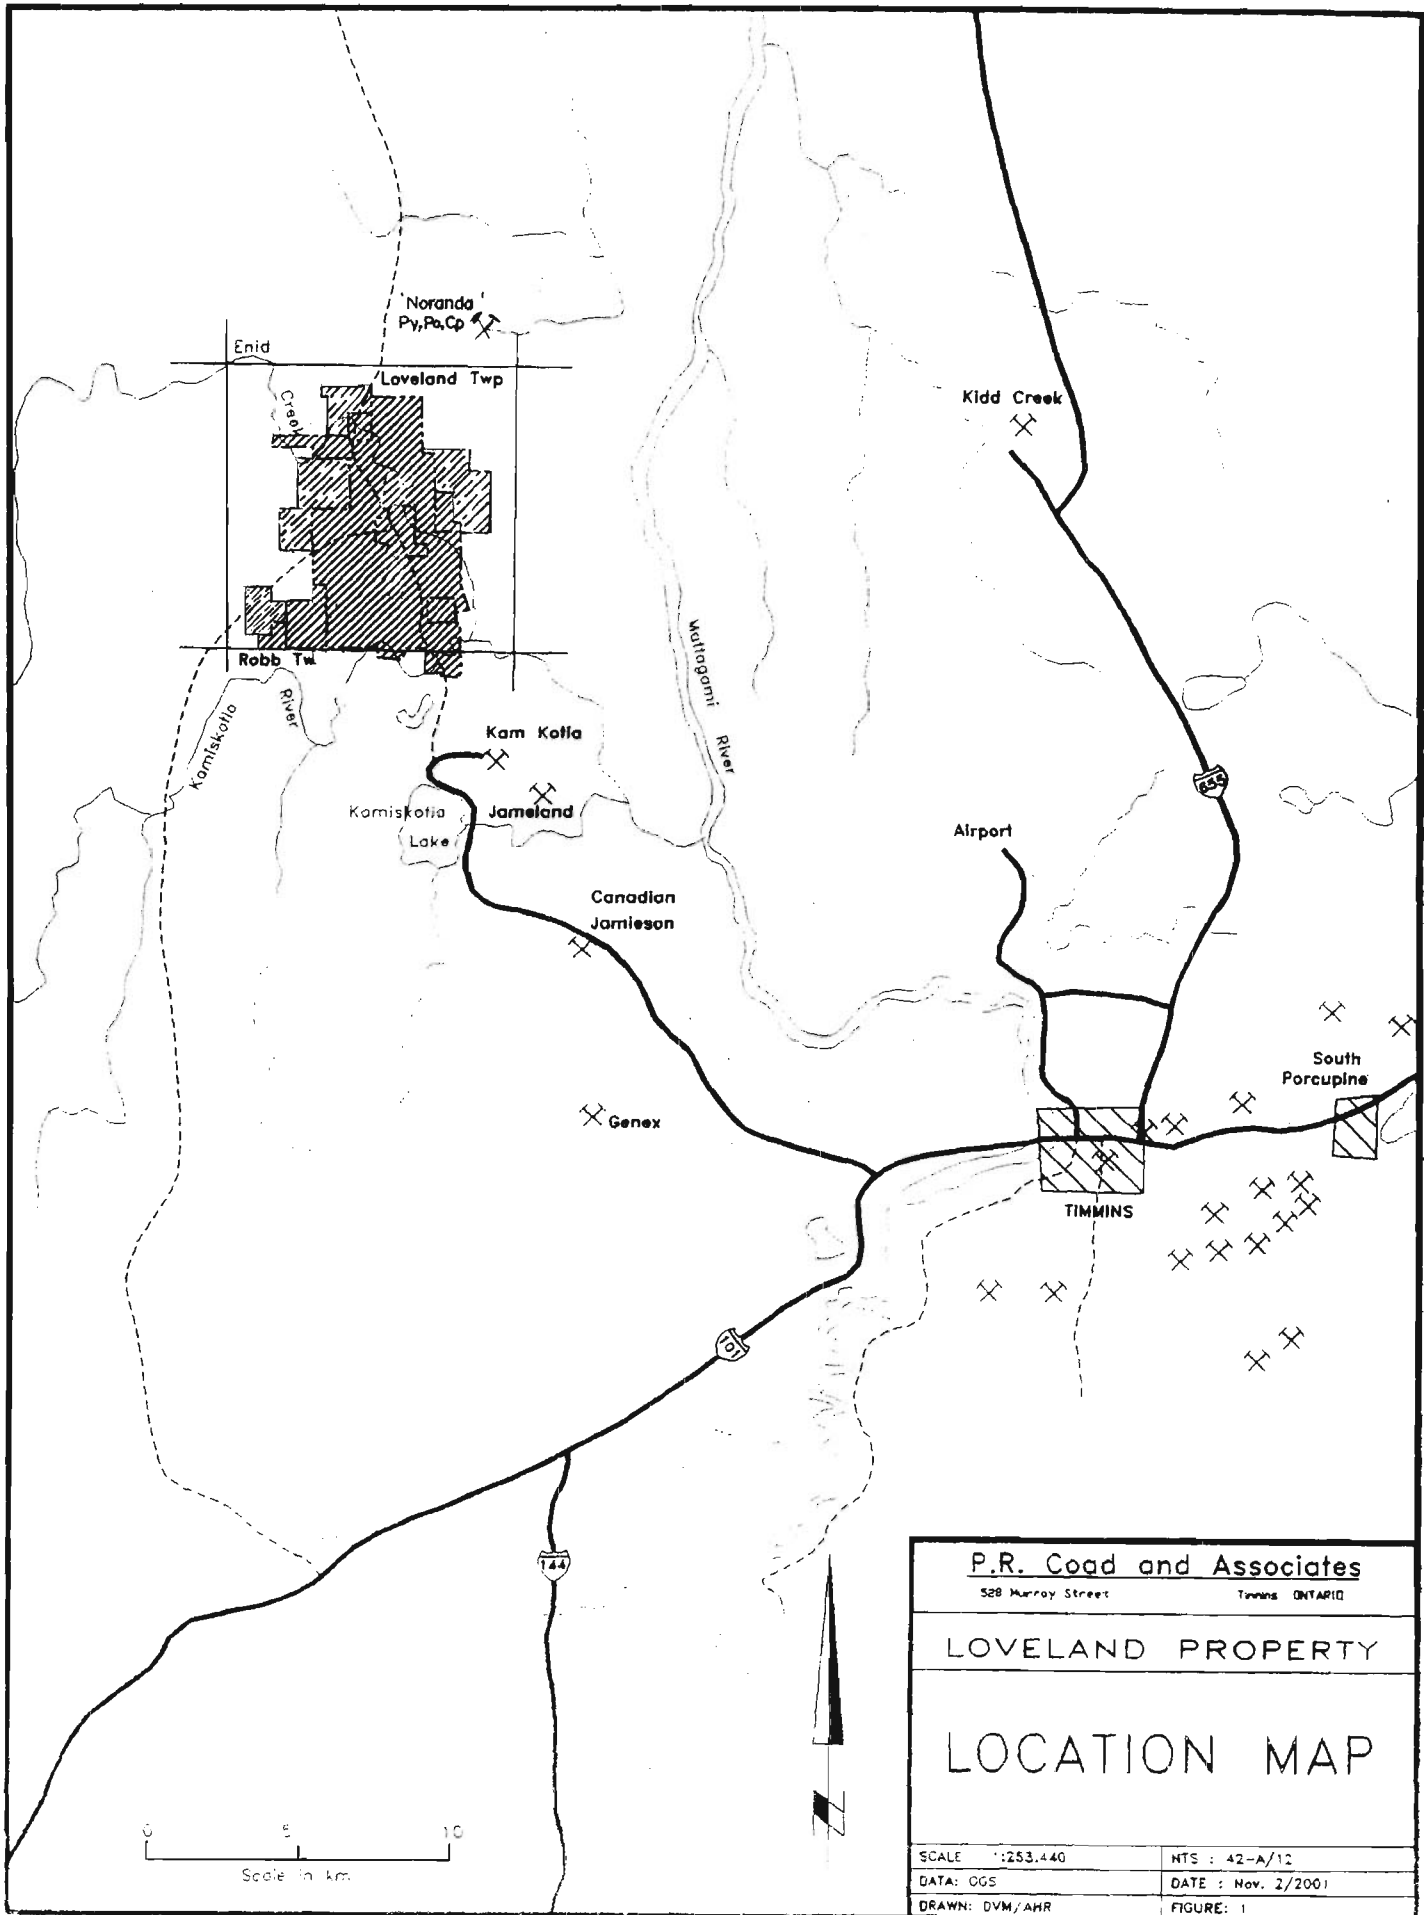 'Noranda'
Py,Po,Cp
Enid
Creek
Loveland Twp
Kidd Creek
Robb Tw
Kamiskotia
River
Mattagami
River
Kam Kotia
Jameland
Kamiskotia
Lake
655
Airport
Canadian
Jamieson
South
Porcupine
Genex
TIMMINS
101
144
P.R. Coad and Associates
528 Murray Street Timmins ONTARIO
LOVELAND PROPERTY
LOCATION MAP
0 5 10
Scale in km
N
SCALE 1:253,440 NTS : 42-A/12
DATA: OGS DATE : Nov. 2/2001
DRAWN: DVM/AHR FIGURE: 1